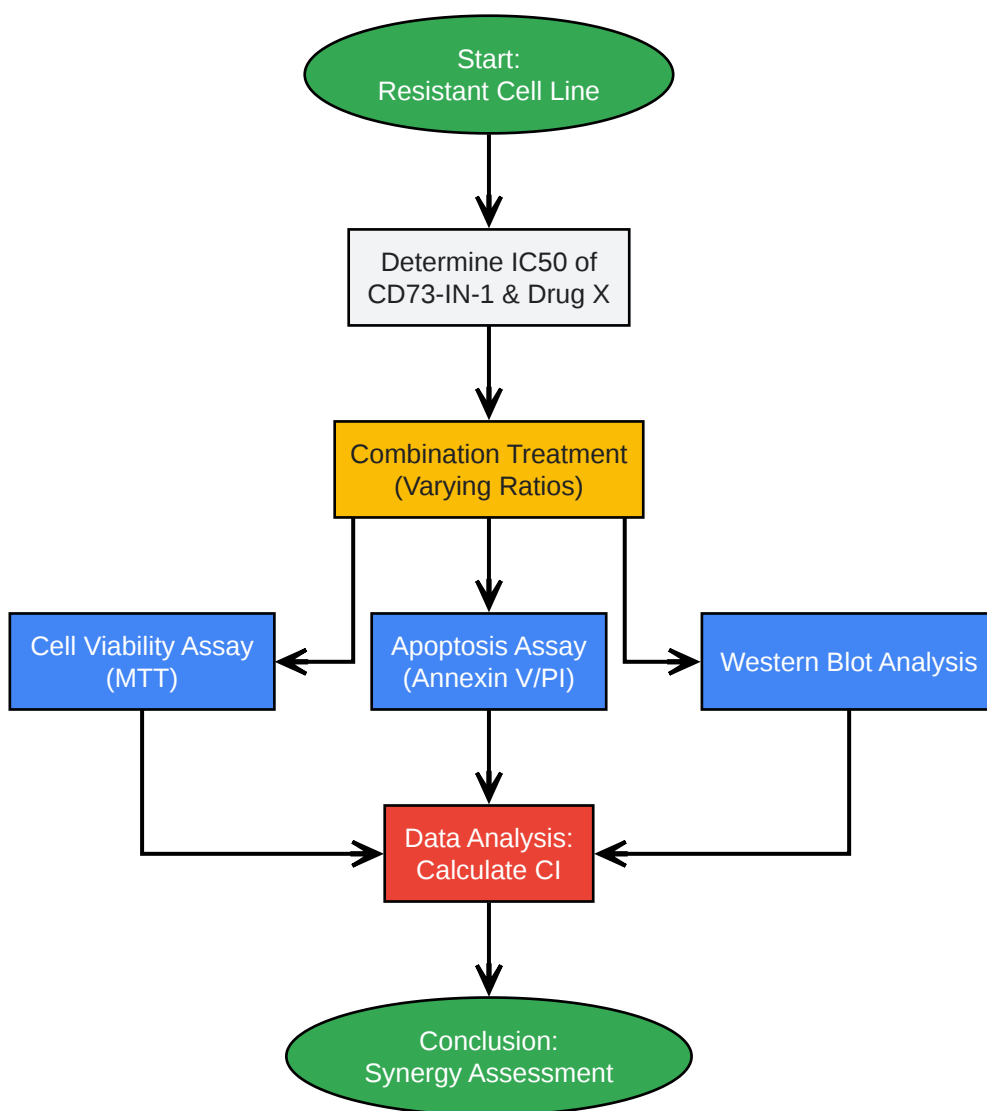 Start:
Resistant Cell Line
Determine IC50 of
CD73-IN-1 & Drug X
Combination Treatment
(Varying Ratios)
Cell Viability Assay
(MTT)
Apoptosis Assay
(Annexin V/PI)
Western Blot Analysis
Data Analysis:
Calculate CI
Conclusion:
Synergy Assessment